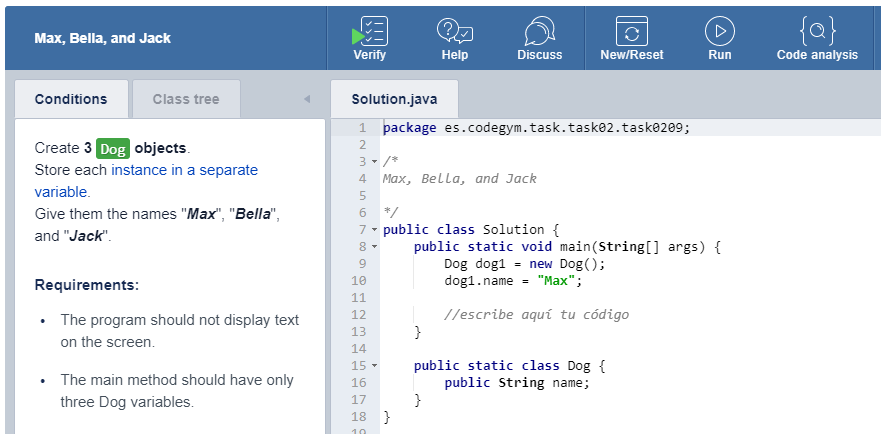 Max, Bella, and Jack
Verify
Help
Discuss
New/Reset
Run
Code analysis
Conditions
Class tree
Create 3 Dog objects.
Store each instance in a separate
variable.
Give them the names "Max", "Bella",
and "Jack".
Requirements:
• The program should not display text
on the screen.
• The main method should have only
three Dog variables.
Solution.java
1 package es.codegym.task.task02.task0209;
2
3 /*
4 Max, Bella, and Jack
5
6 */
7 public class Solution {
8     public static void main(String[] args) {
9         Dog dog1 = new Dog();
10         dog1.name = "Max";
11
12         //escribe aquí tu código
13     }
14
15     public static class Dog {
16         public String name;
17     }
18 }